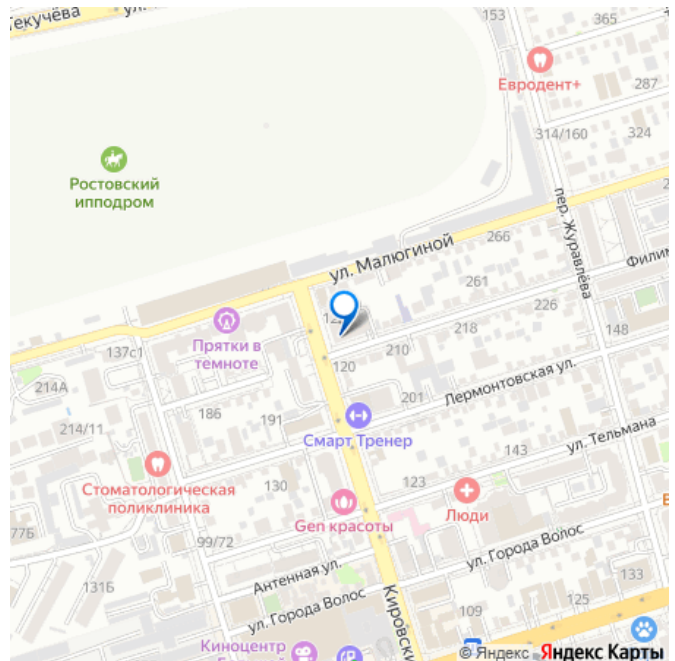 текучёва
ул.
153
365
Евродент+
287
314/160
324
Ростовский
ипподром
пер. Журавлёва
ул. Малюгиной
266
261
Филим
226
218
210
148
Прятки в
темноте
137с1
120
214А
Лермонтовская ул.
201
186
191
214/11
Смарт Тренер
ул. Тельмана
143
123
Стоматологическая
поликлиника
130
Люди
Gen красоты
77Б
99/72
ул. Города Волос
Антенная ул.
131Б
133
125
ул. Города Волос
109
Кировски
Киноцентр
© Яндекс Яндекс Карты